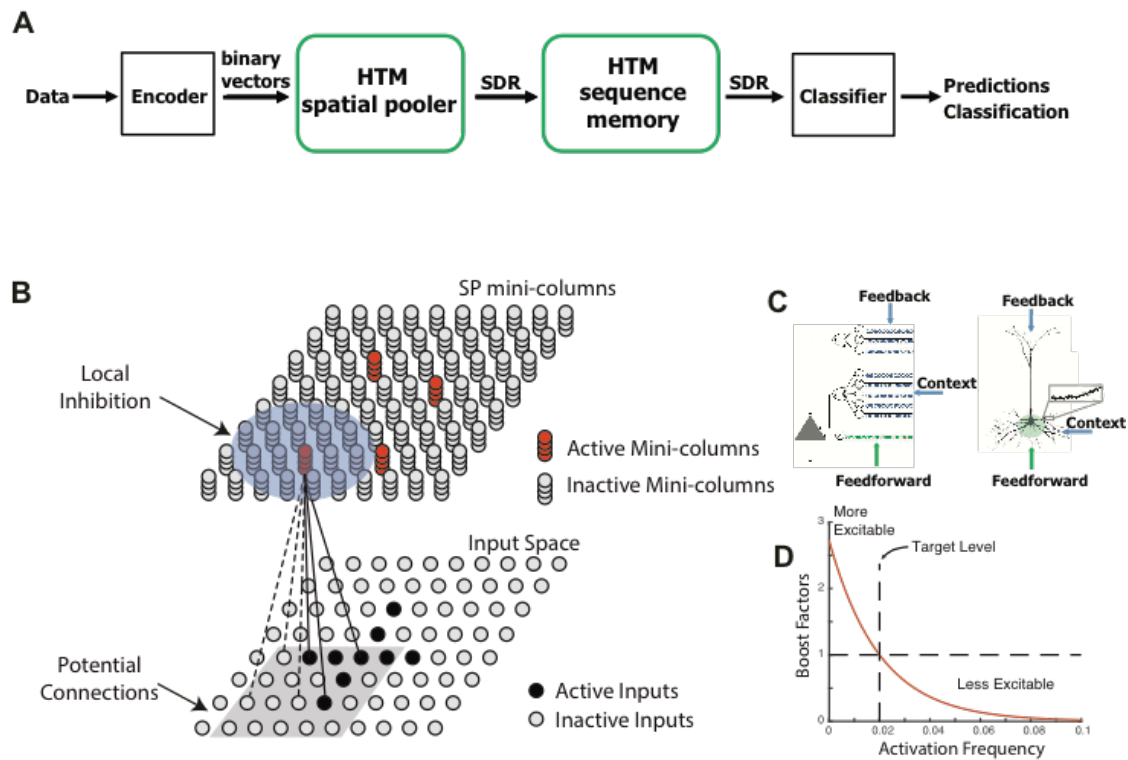 A
Data
Encoder
binary
vectors
HTM
spatial pooler
SDR
HTM
sequence
memory
SDR
Classifier
Predictions
Classification
B
SP mini-columns
Local
Inhibition
Active Mini-columns
Inactive Mini-columns
Input Space
Potential
Connections
Active Inputs
Inactive Inputs
C
Feedback
Context
Feedforward
Feedback
Context
Feedforward
D
More
Excitable
Target Level
Less Excitable
Boost Factors
3
2
1
0
0
0.02
0.04
0.06
0.08
0.1
Activation Frequency